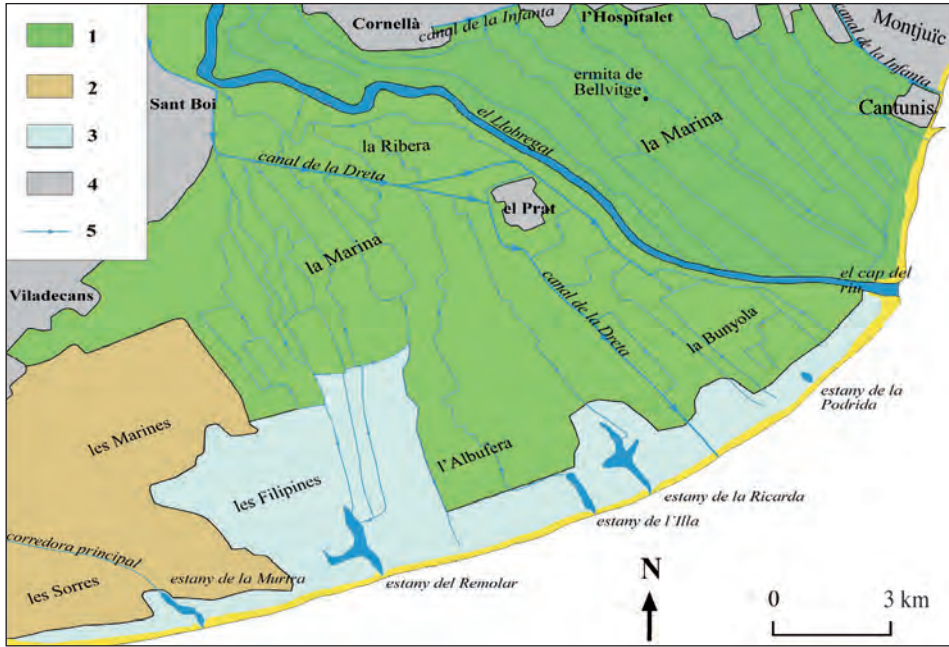 1
2
3
4
5
Cornellà
canal de la Infanta
l'Hospitalet
Montjuïc
canal de la Infanta
Cantunis
Sant Boi
ermita de
Bellvitge
la Marina
el Llobregat
la Ribera
canal de la Dreta
el Prat
la Marina
Viladecans
el cap del
riu
canal de la Dreta
la Bunyola
estany de la
Podrida
les Marines
les Filipines
l'Albufera
estany de la Ricarda
estany de l'Illa
corredora principal
les Sorres
estany de la Murtra
estany del Remolar
N
0 3 km